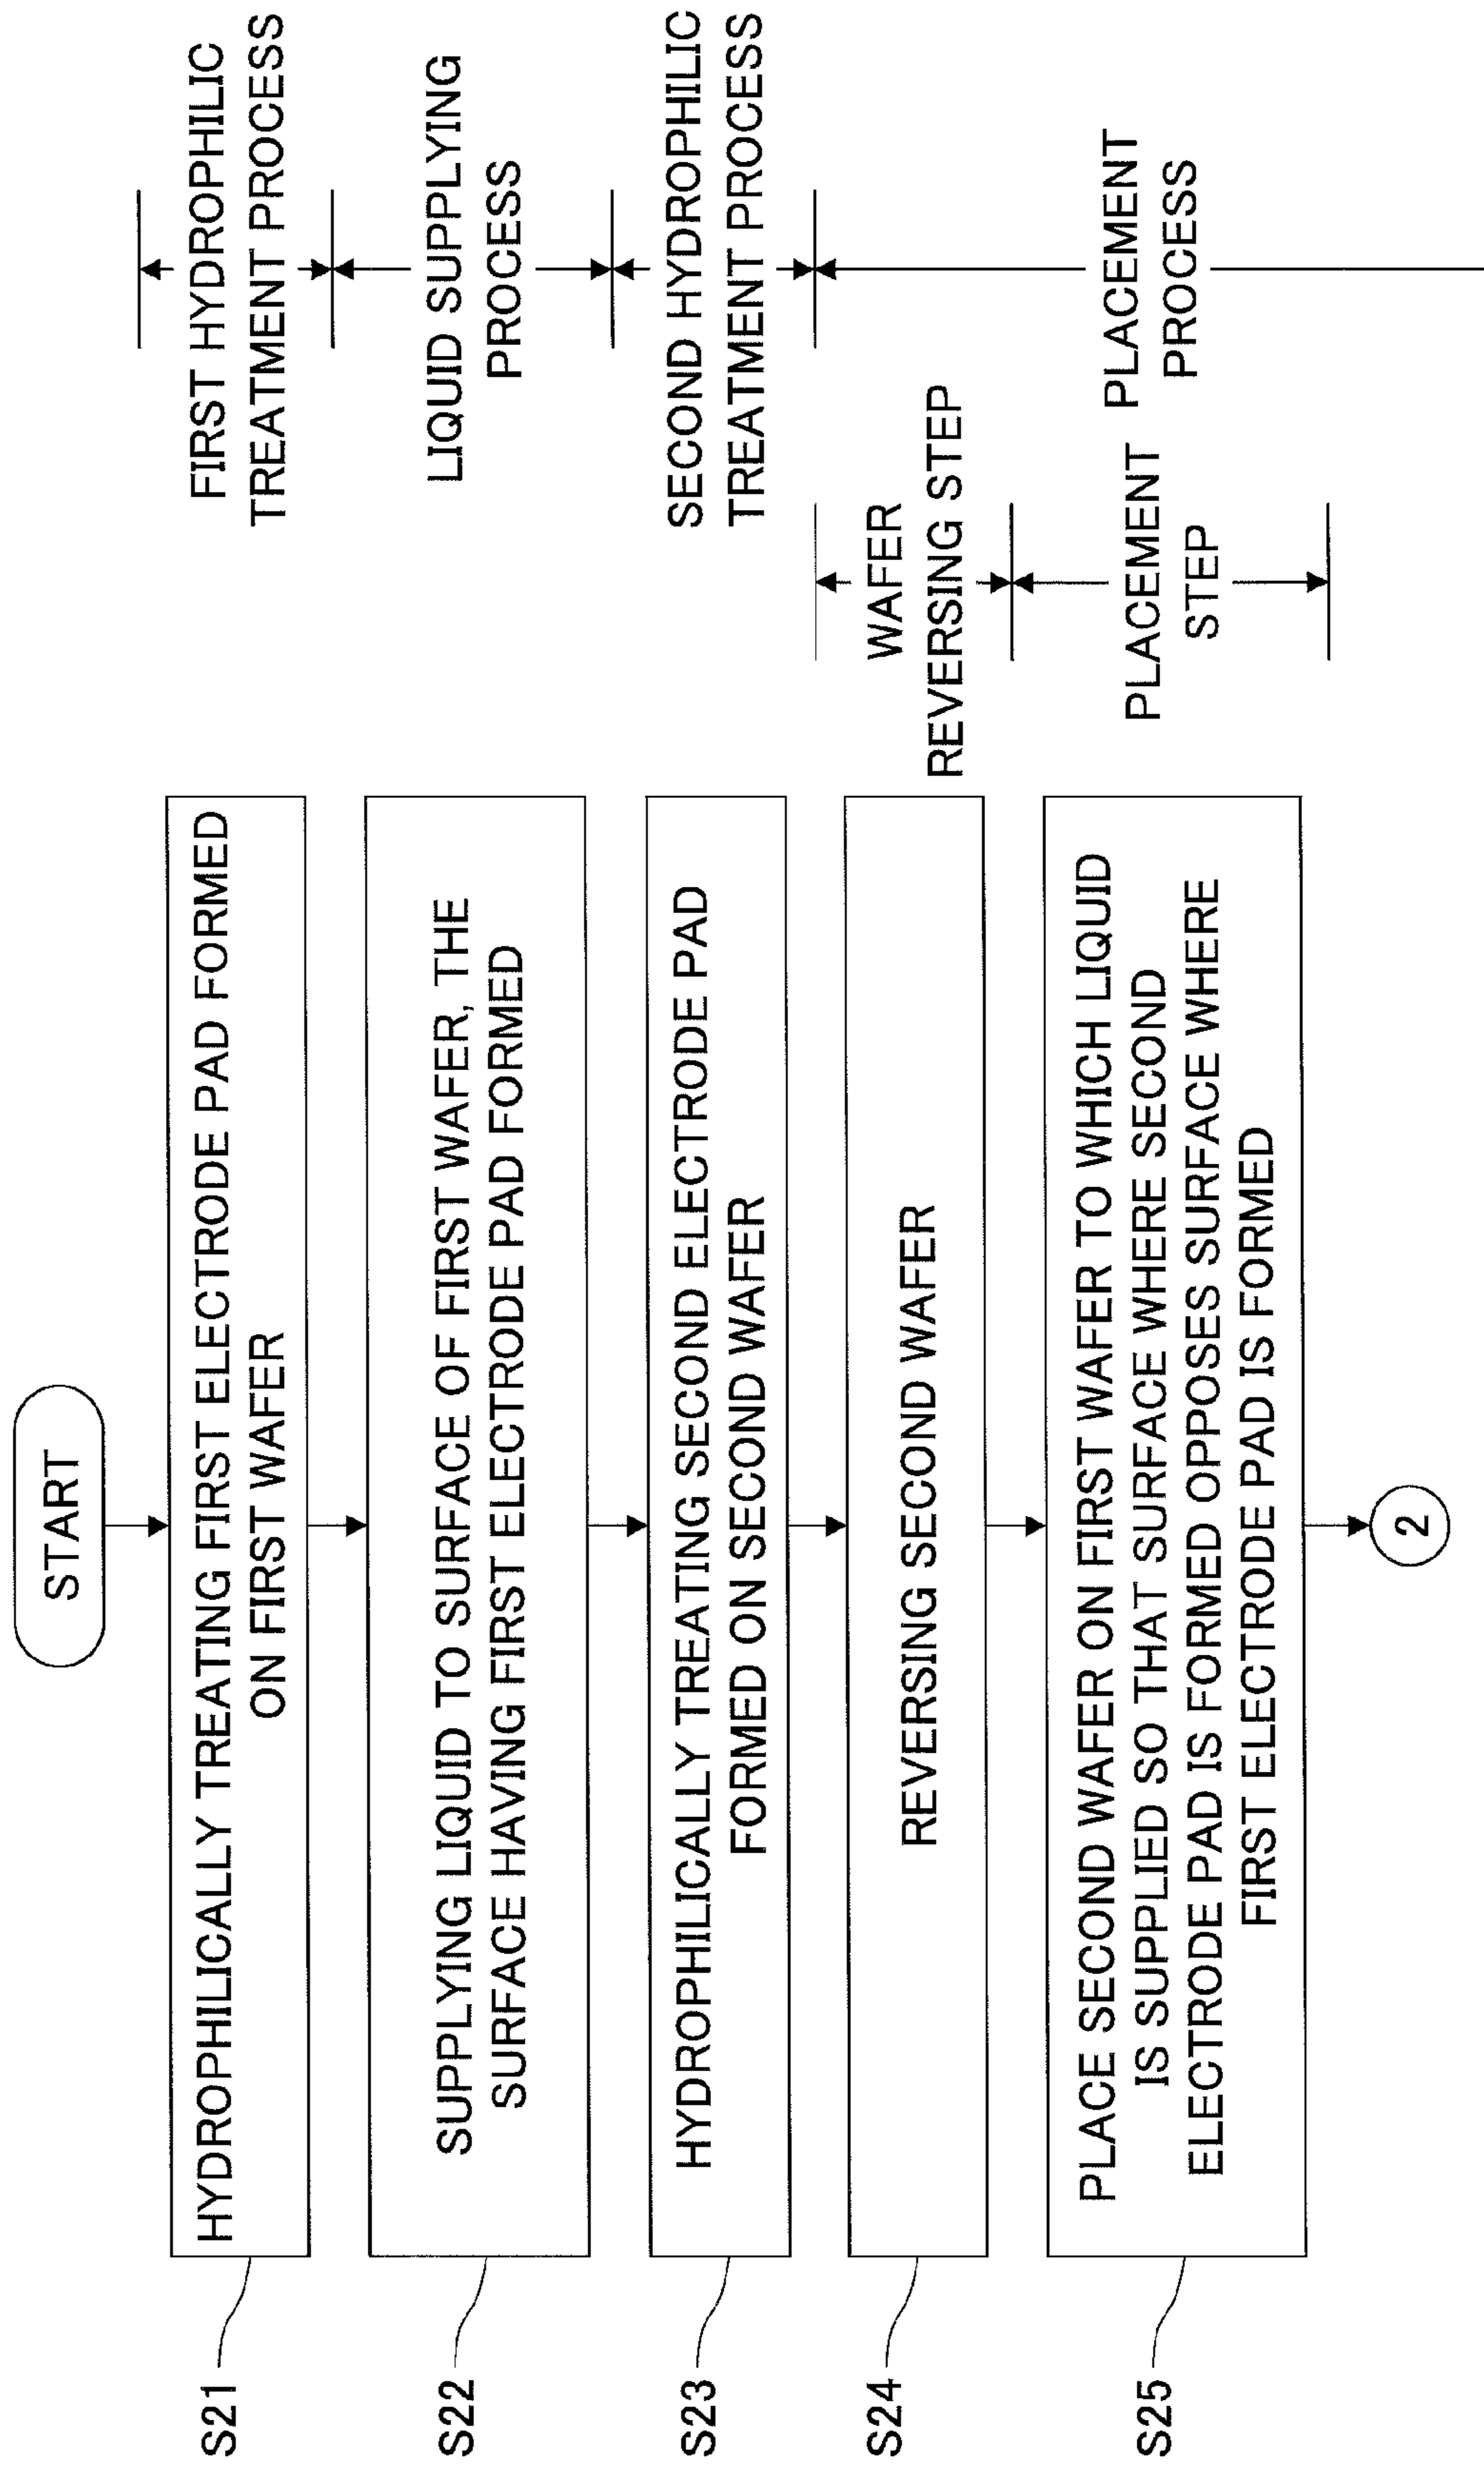 START
S21
HYDROPHILICALLY TREATING FIRST ELECTRODE PAD FORMED
ON FIRST WAFER
FIRST HYDROPHILIC
TREATMENT PROCESS
S22
SUPPLYING LIQUID TO SURFACE OF FIRST WAFER, THE
SURFACE HAVING FIRST ELECTRODE PAD FORMED
LIQUID SUPPLYING
PROCESS
S23
HYDROPHILICALLY TREATING SECOND ELECTRODE PAD
FORMED ON SECOND WAFER
SECOND HYDROPHILIC
TREATMENT PROCESS
S24
REVERSING SECOND WAFER
WAFER
REVERSING STEP
S25
PLACE SECOND WAFER ON FIRST WAFER TO WHICH LIQUID
IS SUPPLIED SO THAT SURFACE WHERE SECOND
ELECTRODE PAD IS FORMED OPPOSES SURFACE WHERE
FIRST ELECTRODE PAD IS FORMED
PLACEMENT
STEP
PLACEMENT
PROCESS
2